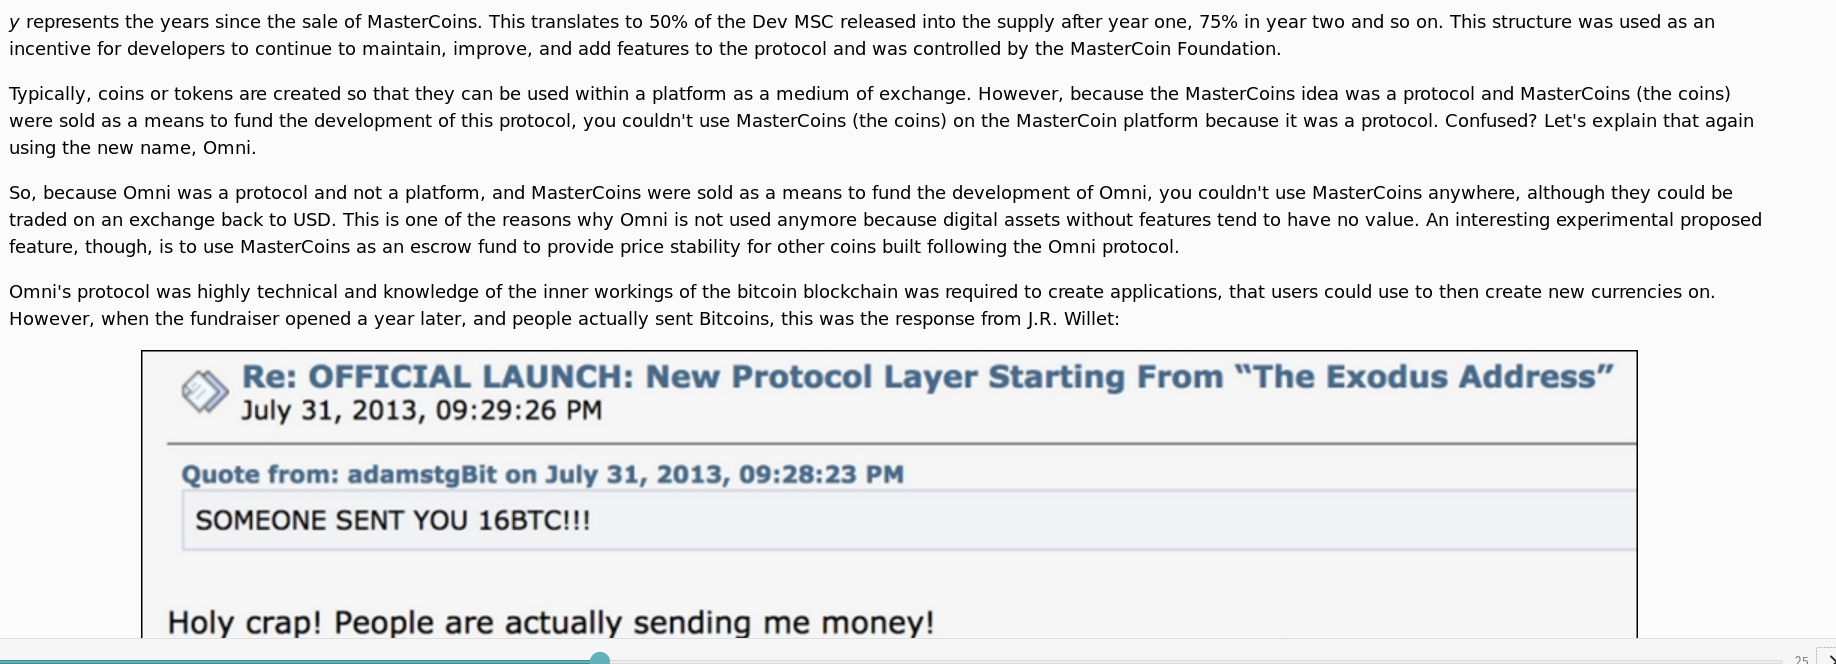 y represents the years since the sale of MasterCoins. This translates to 50% of the Dev MSC released into the supply after year one, 75% in year two and so on. This structure was used as an
incentive for developers to continue to maintain, improve, and add features to the protocol and was controlled by the MasterCoin Foundation.
Typically, coins or tokens are created so that they can be used within a platform as a medium of exchange. However, because the MasterCoins idea was a protocol and MasterCoins (the coins)
were sold as a means to fund the development of this protocol, you couldn't use MasterCoins (the coins) on the MasterCoin platform because it was a protocol. Confused? Let's explain that again
using the new name, Omni.
So, because Omni was a protocol and not a platform, and MasterCoins were sold as a means to fund the development of Omni, you couldn't use MasterCoins anywhere, although they could be
traded on an exchange back to USD. This is one of the reasons why Omni is not used anymore because digital assets without features tend to have no value. An interesting experimental proposed
feature, though, is to use MasterCoins as an escrow fund to provide price stability for other coins built following the Omni protocol.
Omni's protocol was highly technical and knowledge of the inner workings of the bitcoin blockchain was required to create applications, that users could use to then create new currencies on.
However, when the fundraiser opened a year later, and people actually sent Bitcoins, this was the response from J.R. Willet:
Re: OFFICIAL LAUNCH: New Protocol Layer Starting From “The Exodus Address”
July 31, 2013, 09:29:26 PM
Quote from: adamstgBit on July 31, 2013, 09:28:23 PM
SOMEONE SENT YOU 16BTC!!!
Holy crap! People are actually sending me money!
25